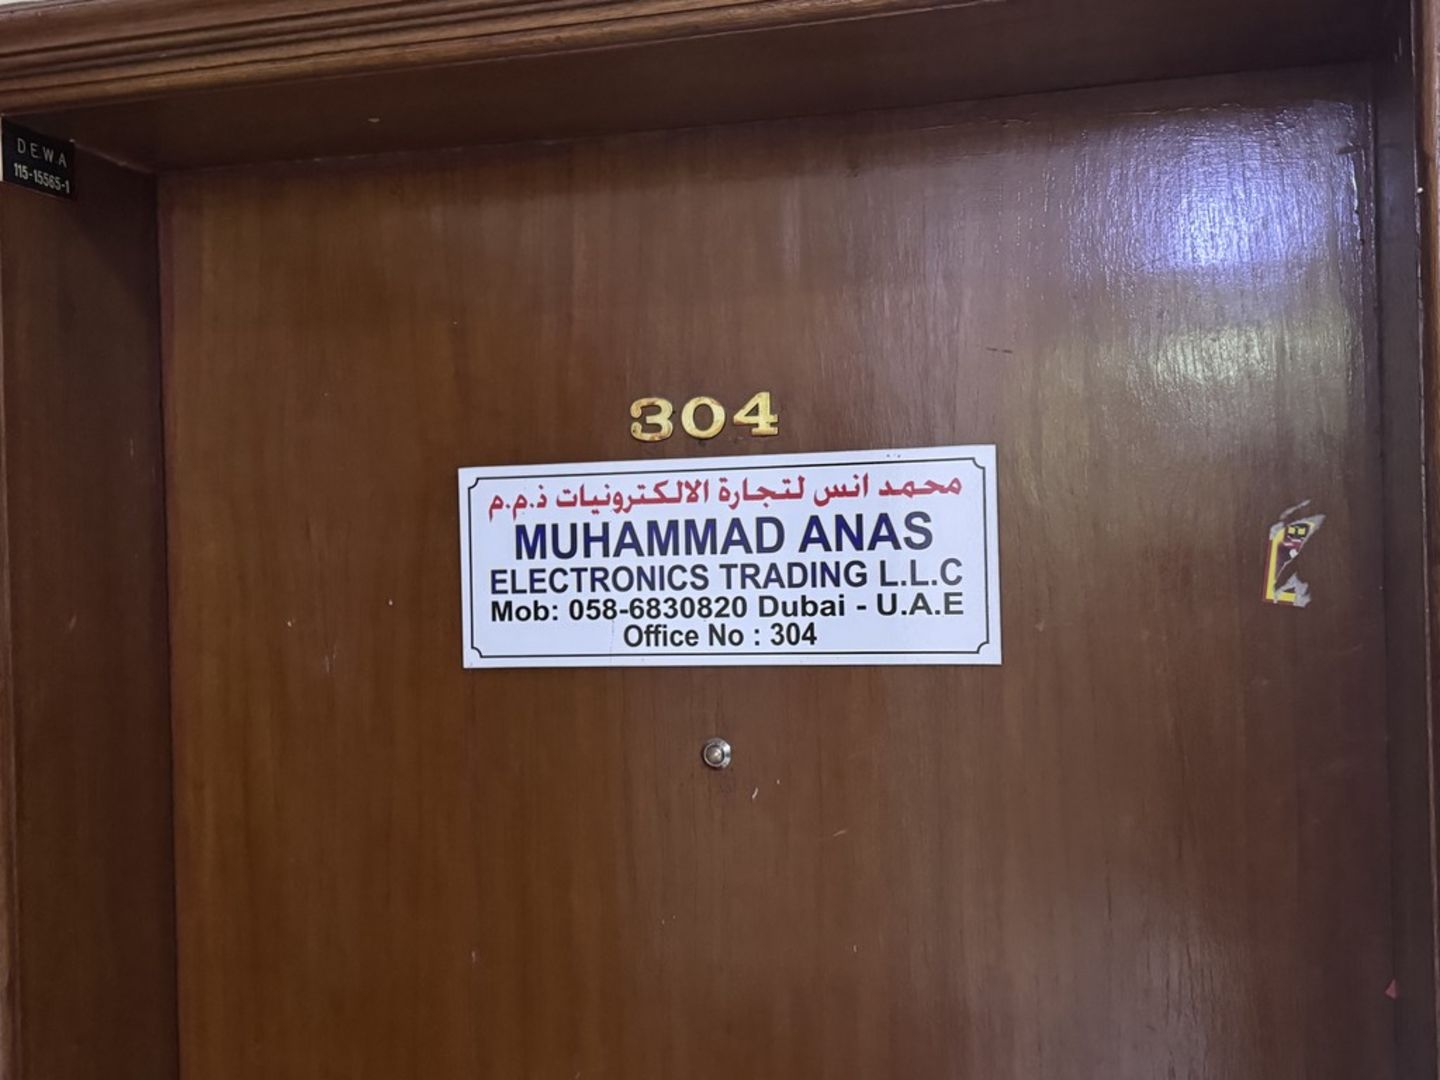 D.E.W.A
115-15565-1
304
محمد انس لتجارة الالكترونيات ذ.م.م
MUHAMMAD ANAS
ELECTRONICS TRADING L.L.C
Mob: 058-6830820 Dubai - U.A.E
Office No : 304